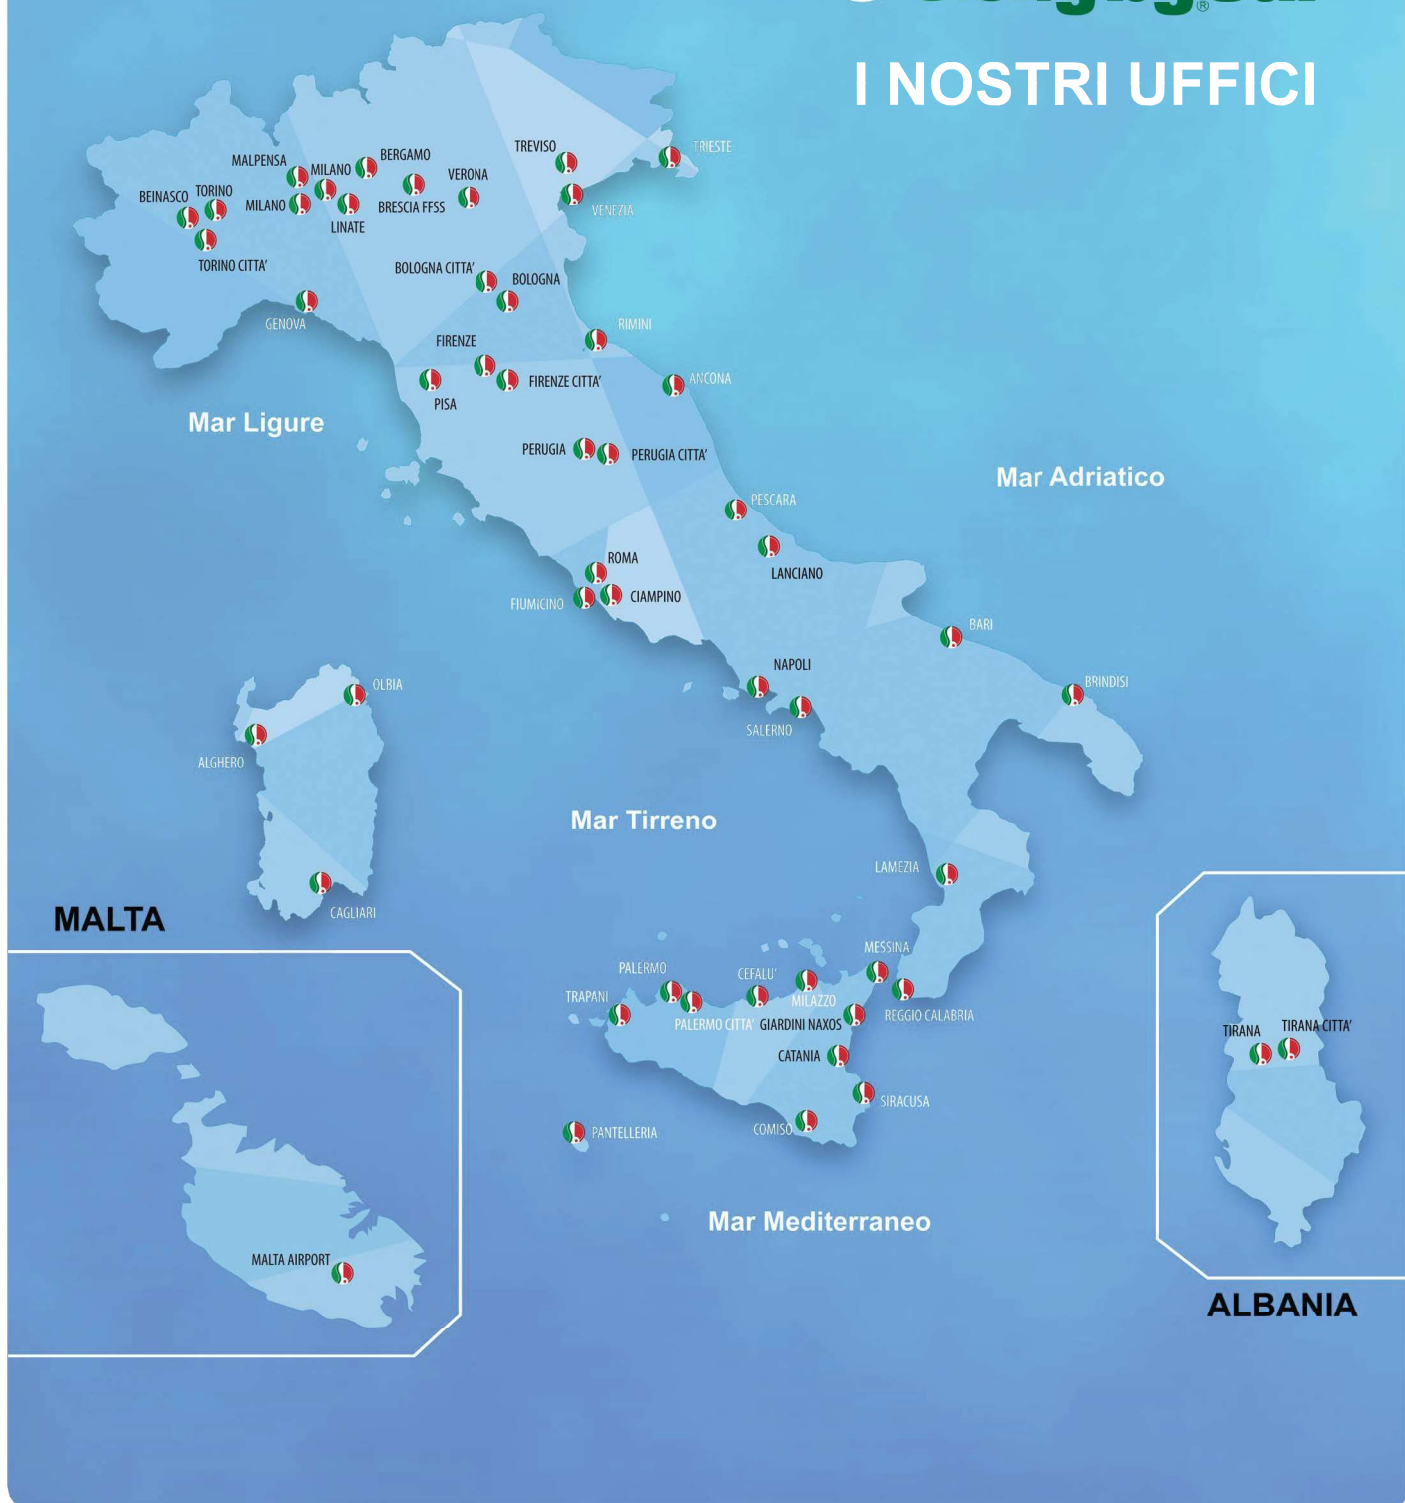 I NOSTRI UFFICI
TREVISO
TRIESTE
BERGAMO
MALPENSA
MILANO
VERONA
BEINASCO
TORINO
MILANO
BRESCIA FFSS
VENEZIA
LINATE
TORINO CITTA'
BOLOGNA CITTA'
BOLOGNA
GENOVA
RIMINI
FIRENZE
FIRENZE CITTA'
ANCONA
PISA
Mar Ligure
PERUGIA
PERUGIA CITTA'
Mar Adriatico
PESCARA
ROMA
LANCIANO
FIUMICINO
CIAMPINO
BARI
NAPOLI
OLBIA
BRINDISI
SALERNO
ALGHERO
Mar Tirreno
LAMEZIA
CAGLIARI
MALTA
MESSINA
PALERMO
CEFALU'
TRAPANI
MILAZZO
PALERMO CITTA'
GIARDINI NAXOS
REGGIO CALABRIA
TIRANA
TIRANA CITTA'
CATANIA
SIRACUSA
PANTELLERIA
COMISO
Mar Mediterraneo
MALTA AIRPORT
ALBANIA